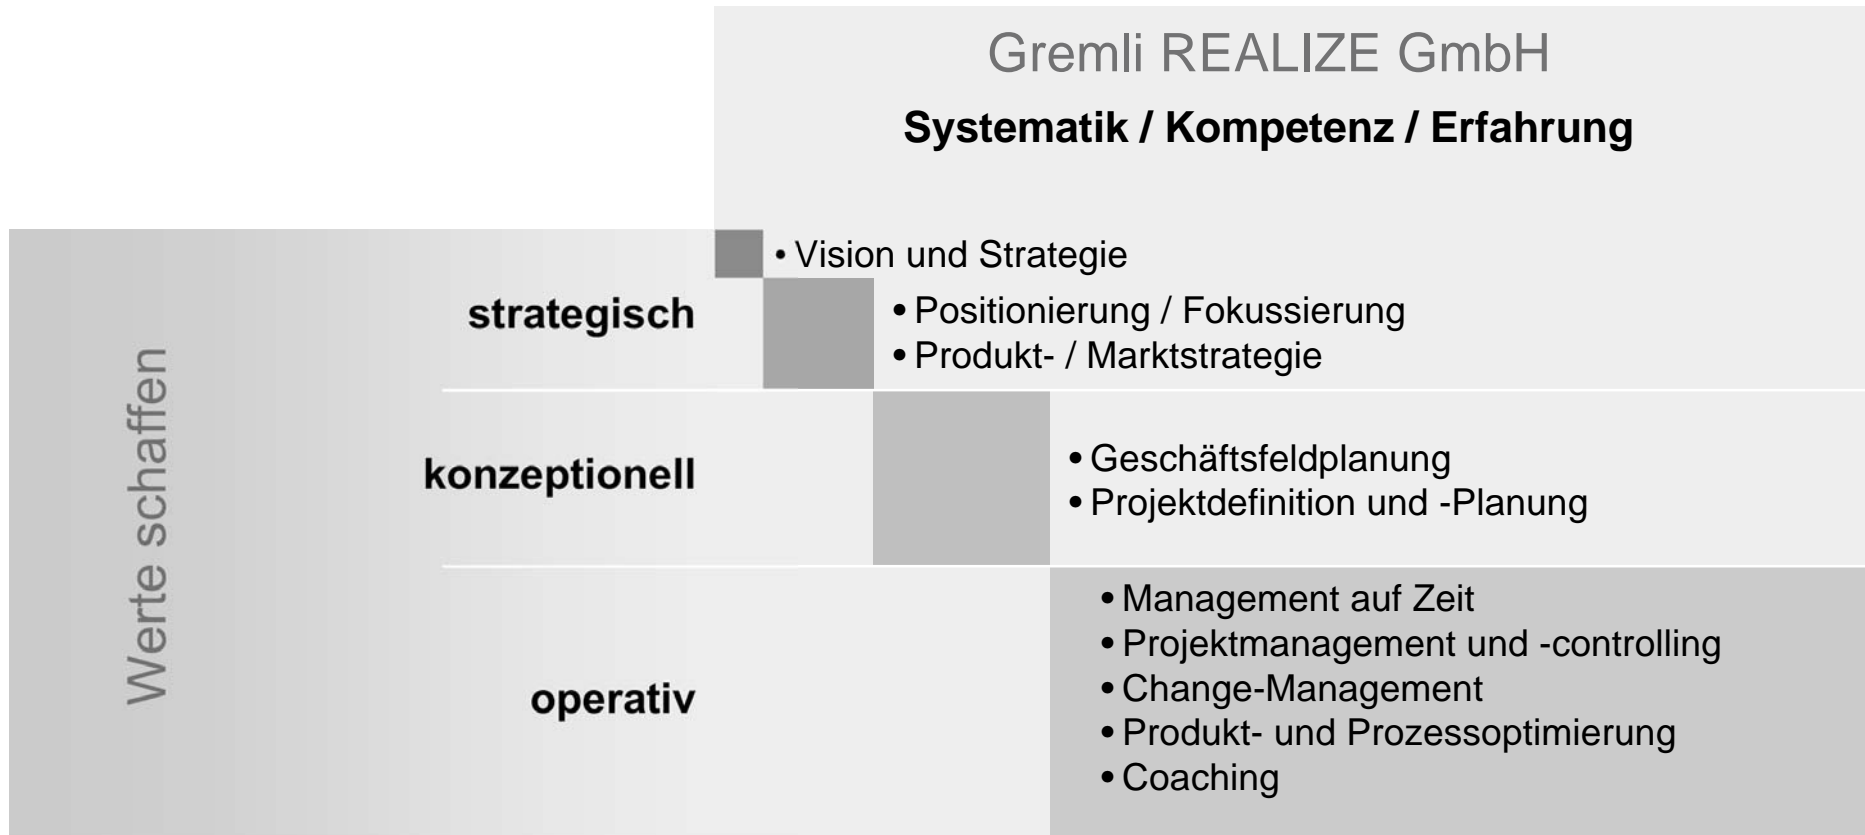 Gremli REALIZE GmbH
Systematik / Kompetenz / Erfahrung
Werte schaffen
strategisch
• Vision und Strategie
• Positionierung / Fokussierung
• Produkt- / Marktstrategie
konzeptionell
• Geschäftsfeldplanung
• Projektdefinition und -Planung
operativ
• Management auf Zeit
• Projektmanagement und -controlling
• Change-Management
• Produkt- und Prozessoptimierung
• Coaching